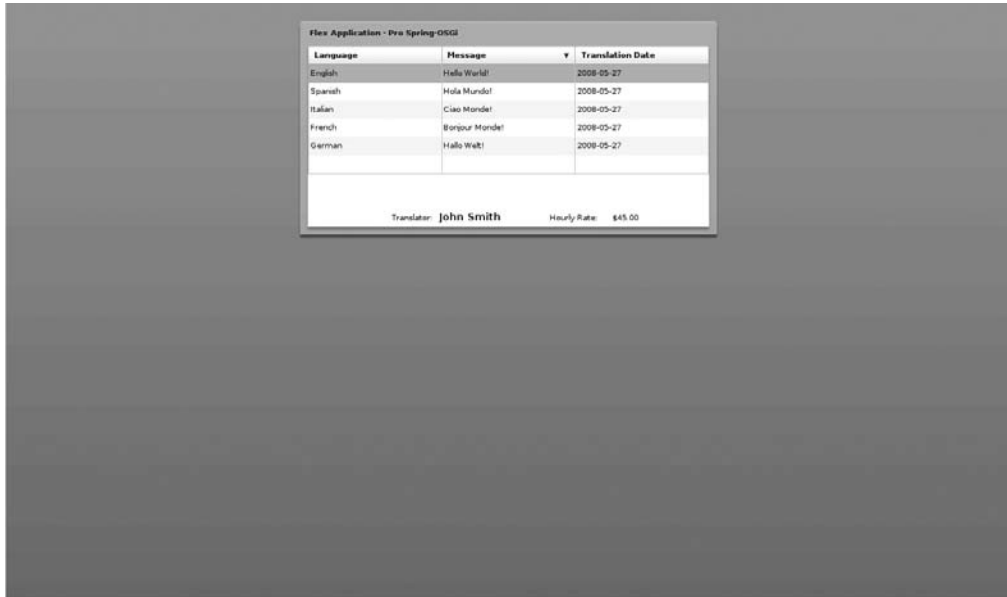 Flex Application - Pro Spring-OSGi
Language Message ▼ Translation Date
English Hello World! 2008-05-27
Spanish Hola Mundo! 2008-05-27
Italian Ciao Monde! 2008-05-27
French Bonjour Monde! 2008-05-27
German Hallo Welt! 2008-05-27
Translator: John Smith Hourly Rate: $45.00